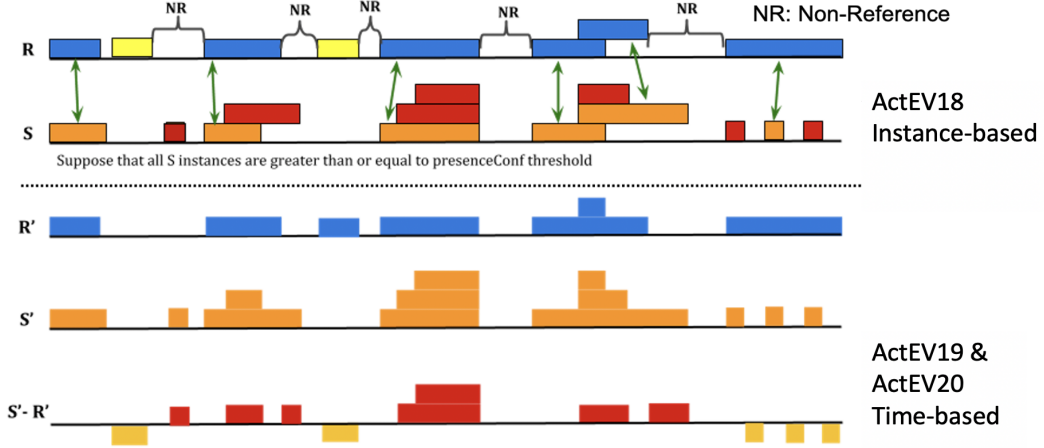 NR NR NR NR NR NR: Non-Reference
R
ActEV18
Instance-based
S
Suppose that all S instances are greater than or equal to presenceConf threshold
R'
S'
ActEV19 &
ActEV20
Time-based
S'- R'